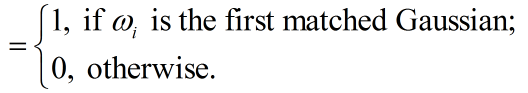 = { 1, if ω_i is the first matched Gaussian;
0, otherwise.